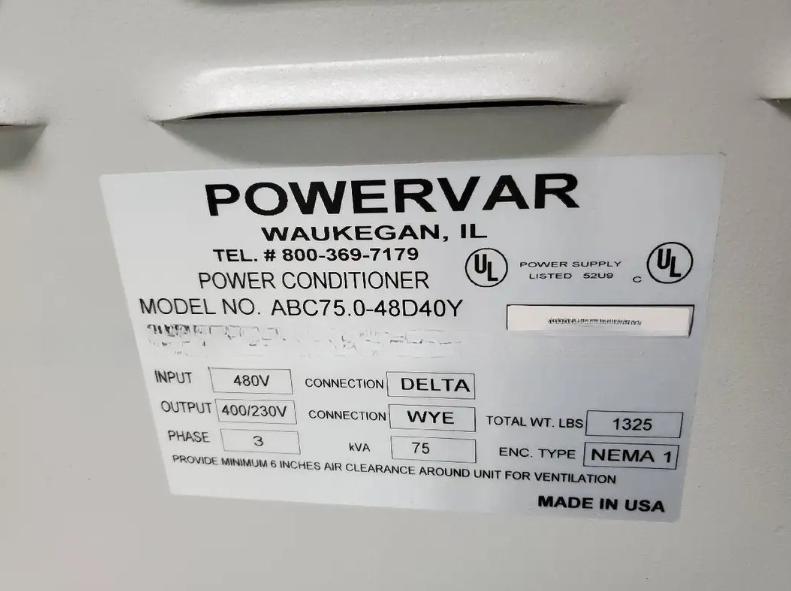 POWERVAR
WAUKEGAN, IL
TEL. # 800-369-7179
POWER CONDITIONER
UL POWER SUPPLY LISTED 52U9 C UL
MODEL NO. ABC75.0-48D40Y
INPUT 480V CONNECTION DELTA
OUTPUT 400/230V CONNECTION WYE TOTAL WT. LBS 1325
PHASE 3 kVA 75 ENC. TYPE NEMA 1
PROVIDE MINIMUM 6 INCHES AIR CLEARANCE AROUND UNIT FOR VENTILATION
MADE IN USA